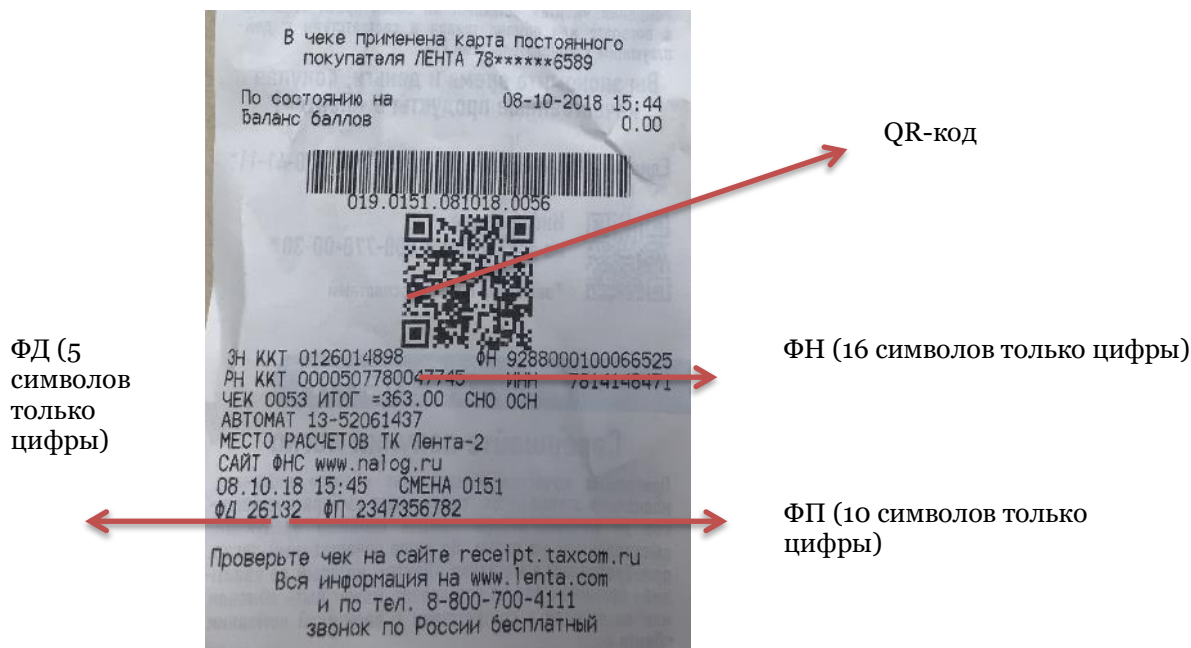 В чеке применена карта постоянного
покупателя ЛЕНТА 78******6589
По состоянию на 08-10-2018 15:44
Баланс баллов 0.00
019.0151.081018.0056
QR-код
ЗН ККТ 0126014898 ФН 9288000100066525
РН ККТ 0000507780047745 ИНН 7814148471
ЧЕК 0053 ИТОГ =363.00 СНО ОСН
АВТОМАТ 13-52061437
МЕСТО РАСЧЕТОВ ТК Лента-2
САЙТ ФНС www.nalog.ru
08.10.18 15:45 СМЕНА 0151
ФД 26132 ФП 2347356782
Проверьте чек на сайте receipt.taxcom.ru
Вся информация на www.lenta.com
и по тел. 8-800-700-4111
звонок по России бесплатный
ФД (5
символов
только
цифры)
ФН (16 символов только цифры)
ФП (10 символов только
цифры)